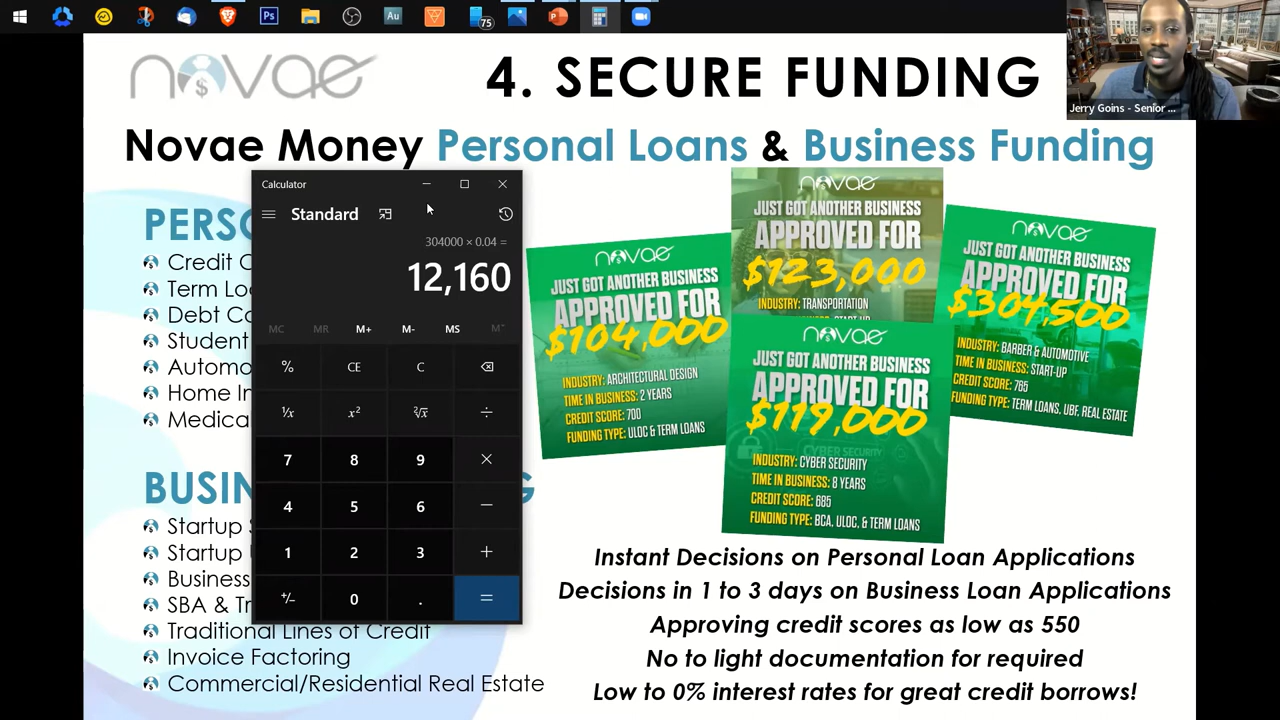 Ps
Au
75
Jerry Goins - Senior ...
novae
4. SECURE FUNDING
Novae Money Personal Loans & Business Funding
PERSO
Credit C
Term Loa
Debt Co
Student
Automo
Home In
Medica
BUSIN
G
Startup S
Startup
Business
SBA & Tr
Traditional Lines of Credit
Invoice Factoring
Commercial/Residential Real Estate
Calculator
Standard
304000 × 0.04 =
12,160
MC MR M+ M- MS M˅
% CE C
¹/x x² ²√x ÷
7 8 9 ×
4 5 6 −
1 2 3 +
+/− 0 . =
novae
JUST GOT ANOTHER BUSINESS
APPROVED FOR
$104,000
INDUSTRY: ARCHITECTURAL DESIGN
TIME IN BUSINESS: 2 YEARS
CREDIT SCORE: 700
FUNDING TYPE: ULOC & TERM LOANS
novae
JUST GOT ANOTHER BUSINESS
APPROVED FOR
$123,000
INDUSTRY: TRANSPORTATION
novae
JUST GOT ANOTHER BUSINESS
APPROVED FOR
$119,000
CYBER SECURITY
INDUSTRY: CYBER SECURITY
TIME IN BUSINESS: 8 YEARS
CREDIT SCORE: 685
FUNDING TYPE: BCA, ULOC, & TERM LOANS
novae
JUST GOT ANOTHER BUSINESS
APPROVED FOR
$304,500
INDUSTRY: BARBER & AUTOMOTIVE
TIME IN BUSINESS: START-UP
CREDIT SCORE: 785
FUNDING TYPE: TERM LOANS, UBF, REAL ESTATE
Instant Decisions on Personal Loan Applications
Decisions in 1 to 3 days on Business Loan Applications
Approving credit scores as low as 550
No to light documentation for required
Low to 0% interest rates for great credit borrows!